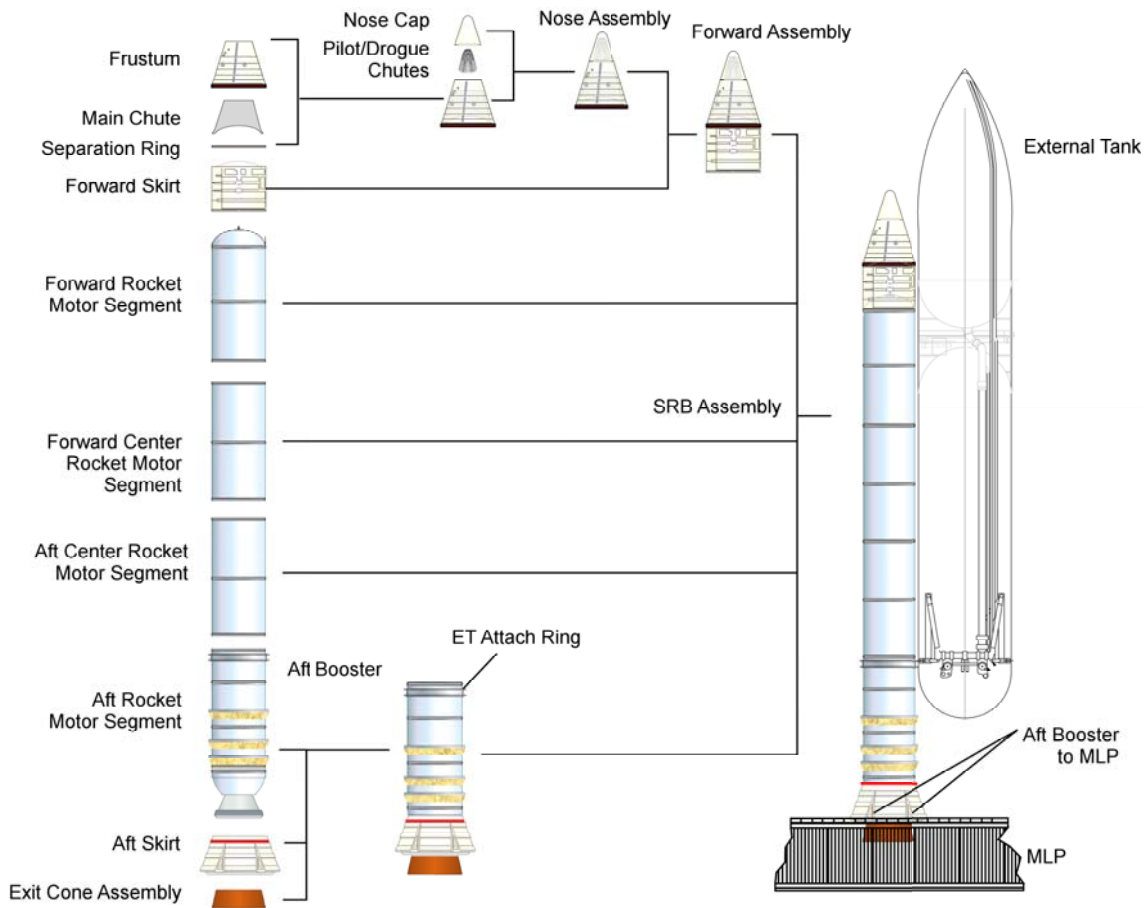 Nose Cap
Pilot/Drogue
Chutes
Nose Assembly
Forward Assembly
Frustum
Main Chute
Separation Ring
Forward Skirt
External Tank
Forward Rocket
Motor Segment
SRB Assembly
Forward Center
Rocket Motor
Segment
Aft Center Rocket
Motor Segment
ET Attach Ring
Aft Booster
Aft Rocket
Motor Segment
Aft Booster
to MLP
Aft Skirt
MLP
Exit Cone Assembly